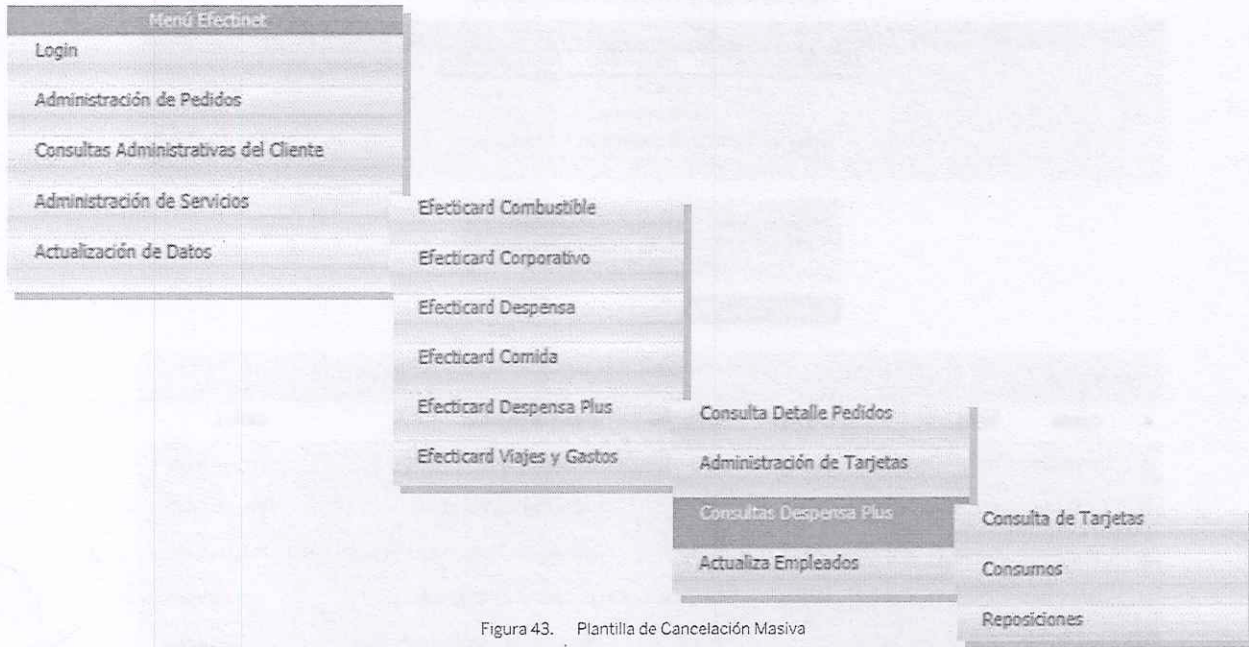 Menú Efectinet
Login
Administración de Pedidos
Consultas Administrativas del Cliente
Administración de Servicios
Actualización de Datos
Efecticard Combustible
Efecticard Corporativo
Efecticard Despensa
Efecticard Comida
Efecticard Despensa Plus
Efecticard Viajes y Gastos
Consulta Detalle Pedidos
Administración de Tarjetas
Consultas Despensa Plus
Actualiza Empleados
Consulta de Tarjetas
Consumos
Reposiciones
Figura 43. Plantilla de Cancelación Masiva